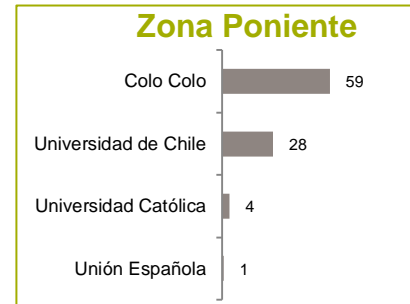 Zona Poniente
Colo Colo 59
Universidad de Chile 28
Universidad Católica 4
Unión Española 1